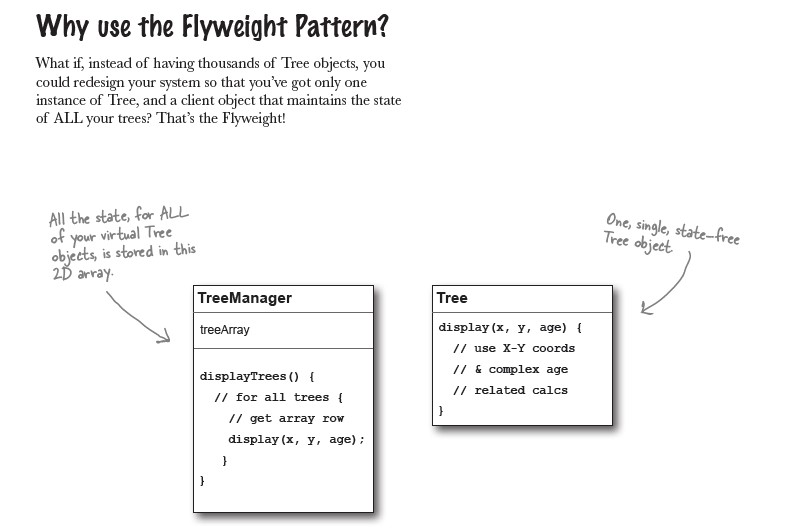 Why use the Flyweight Pattern?
What if, instead of having thousands of Tree objects, you
could redesign your system so that you've got only one
instance of Tree, and a client object that maintains the state
of ALL your trees? That's the Flyweight!
All the state, for ALL
of your virtual Tree
objects, is stored in this
2D array.
TreeManager
treeArray
displayTrees() {
// for all trees {
// get array row
display(x, y, age);
}
}
One, single, state-free
Tree object.
Tree
display(x, y, age) {
// use X-Y coords
// & complex age
// related calcs
}